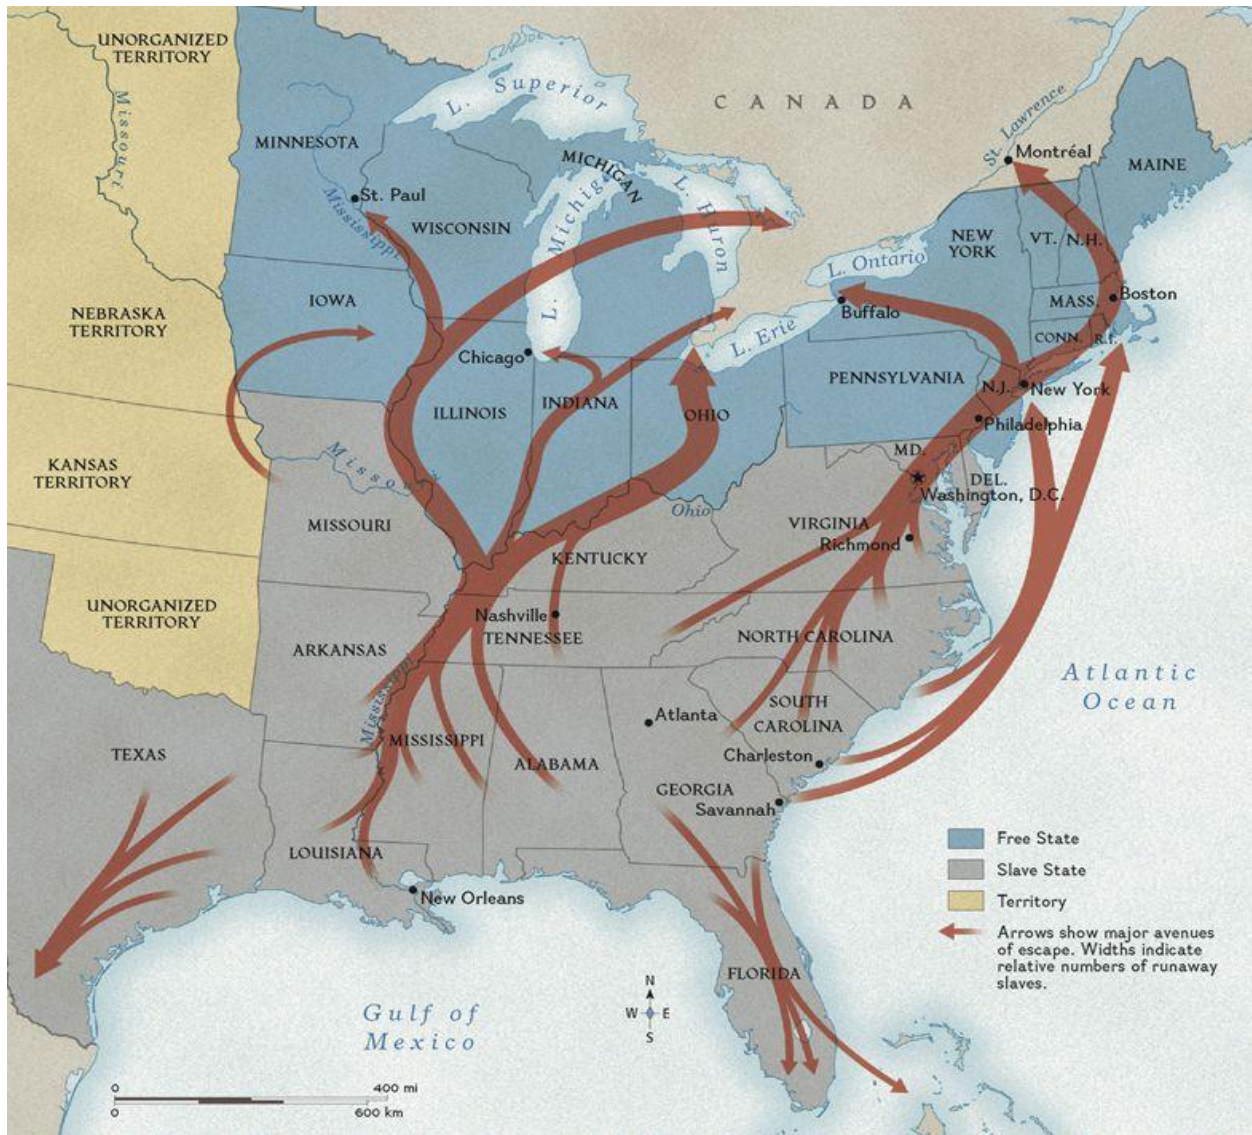 UNORGANIZED
TERRITORY
Missouri
MINNESOTA
St. Paul
Mississippi
L. Superior
CANADA
MICHIGAN
WISCONSIN
L. Michigan
L. Huron
St. Lawrence
Montréal
MAINE
VT.
N.H.
NEW
YORK
L. Ontario
Buffalo
MASS.
Boston
CONN.
R.I.
NEBRASKA
TERRITORY
IOWA
Chicago
L. Erie
ILLINOIS
INDIANA
OHIO
PENNSYLVANIA
N.J.
New York
Philadelphia
KANSAS
TERRITORY
Missouri
MISSOURI
MD.
DEL.
Washington, D.C.
Ohio
VIRGINIA
Richmond
KENTUCKY
UNORGANIZED
TERRITORY
Nashville
TENNESSEE
NORTH CAROLINA
ARKANSAS
Mississippi
Atlantic
Ocean
SOUTH
CAROLINA
Atlanta
Charleston
TEXAS
MISSISSIPPI
ALABAMA
GEORGIA
Savannah
LOUISIANA
New Orleans
FLORIDA
Gulf of
Mexico
N
W
E
S
0
400 mi
0
600 km
Free State
Slave State
Territory
Arrows show major avenues
of escape. Widths indicate
relative numbers of runaway
slaves.